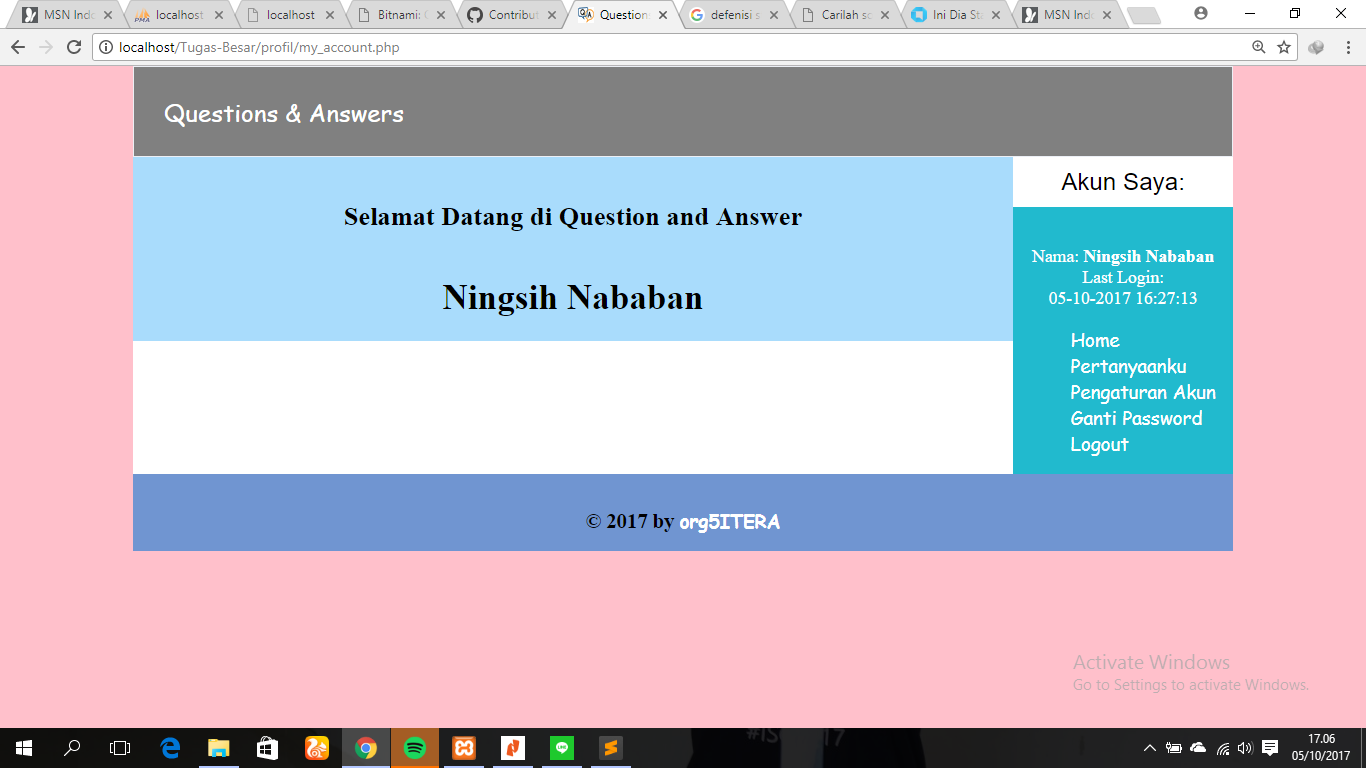 MSN Indo
localhost
localhost
Bitnami:
Contribut
Question
defenisi s
Carilah so
Ini Dia Sta
MSN Indo
localhost/Tugas-Besar/profil/my_account.php
Questions & Answers
Selamat Datang di Question and Answer
Ningsih Nababan
Akun Saya:
Nama: Ningsih Nababan
Last Login:
05-10-2017 16:27:13
Home
Pertanyaanku
Pengaturan Akun
Ganti Password
Logout
© 2017 by org5ITERA
Activate Windows
Go to Settings to activate Windows.
17.06
05/10/2017